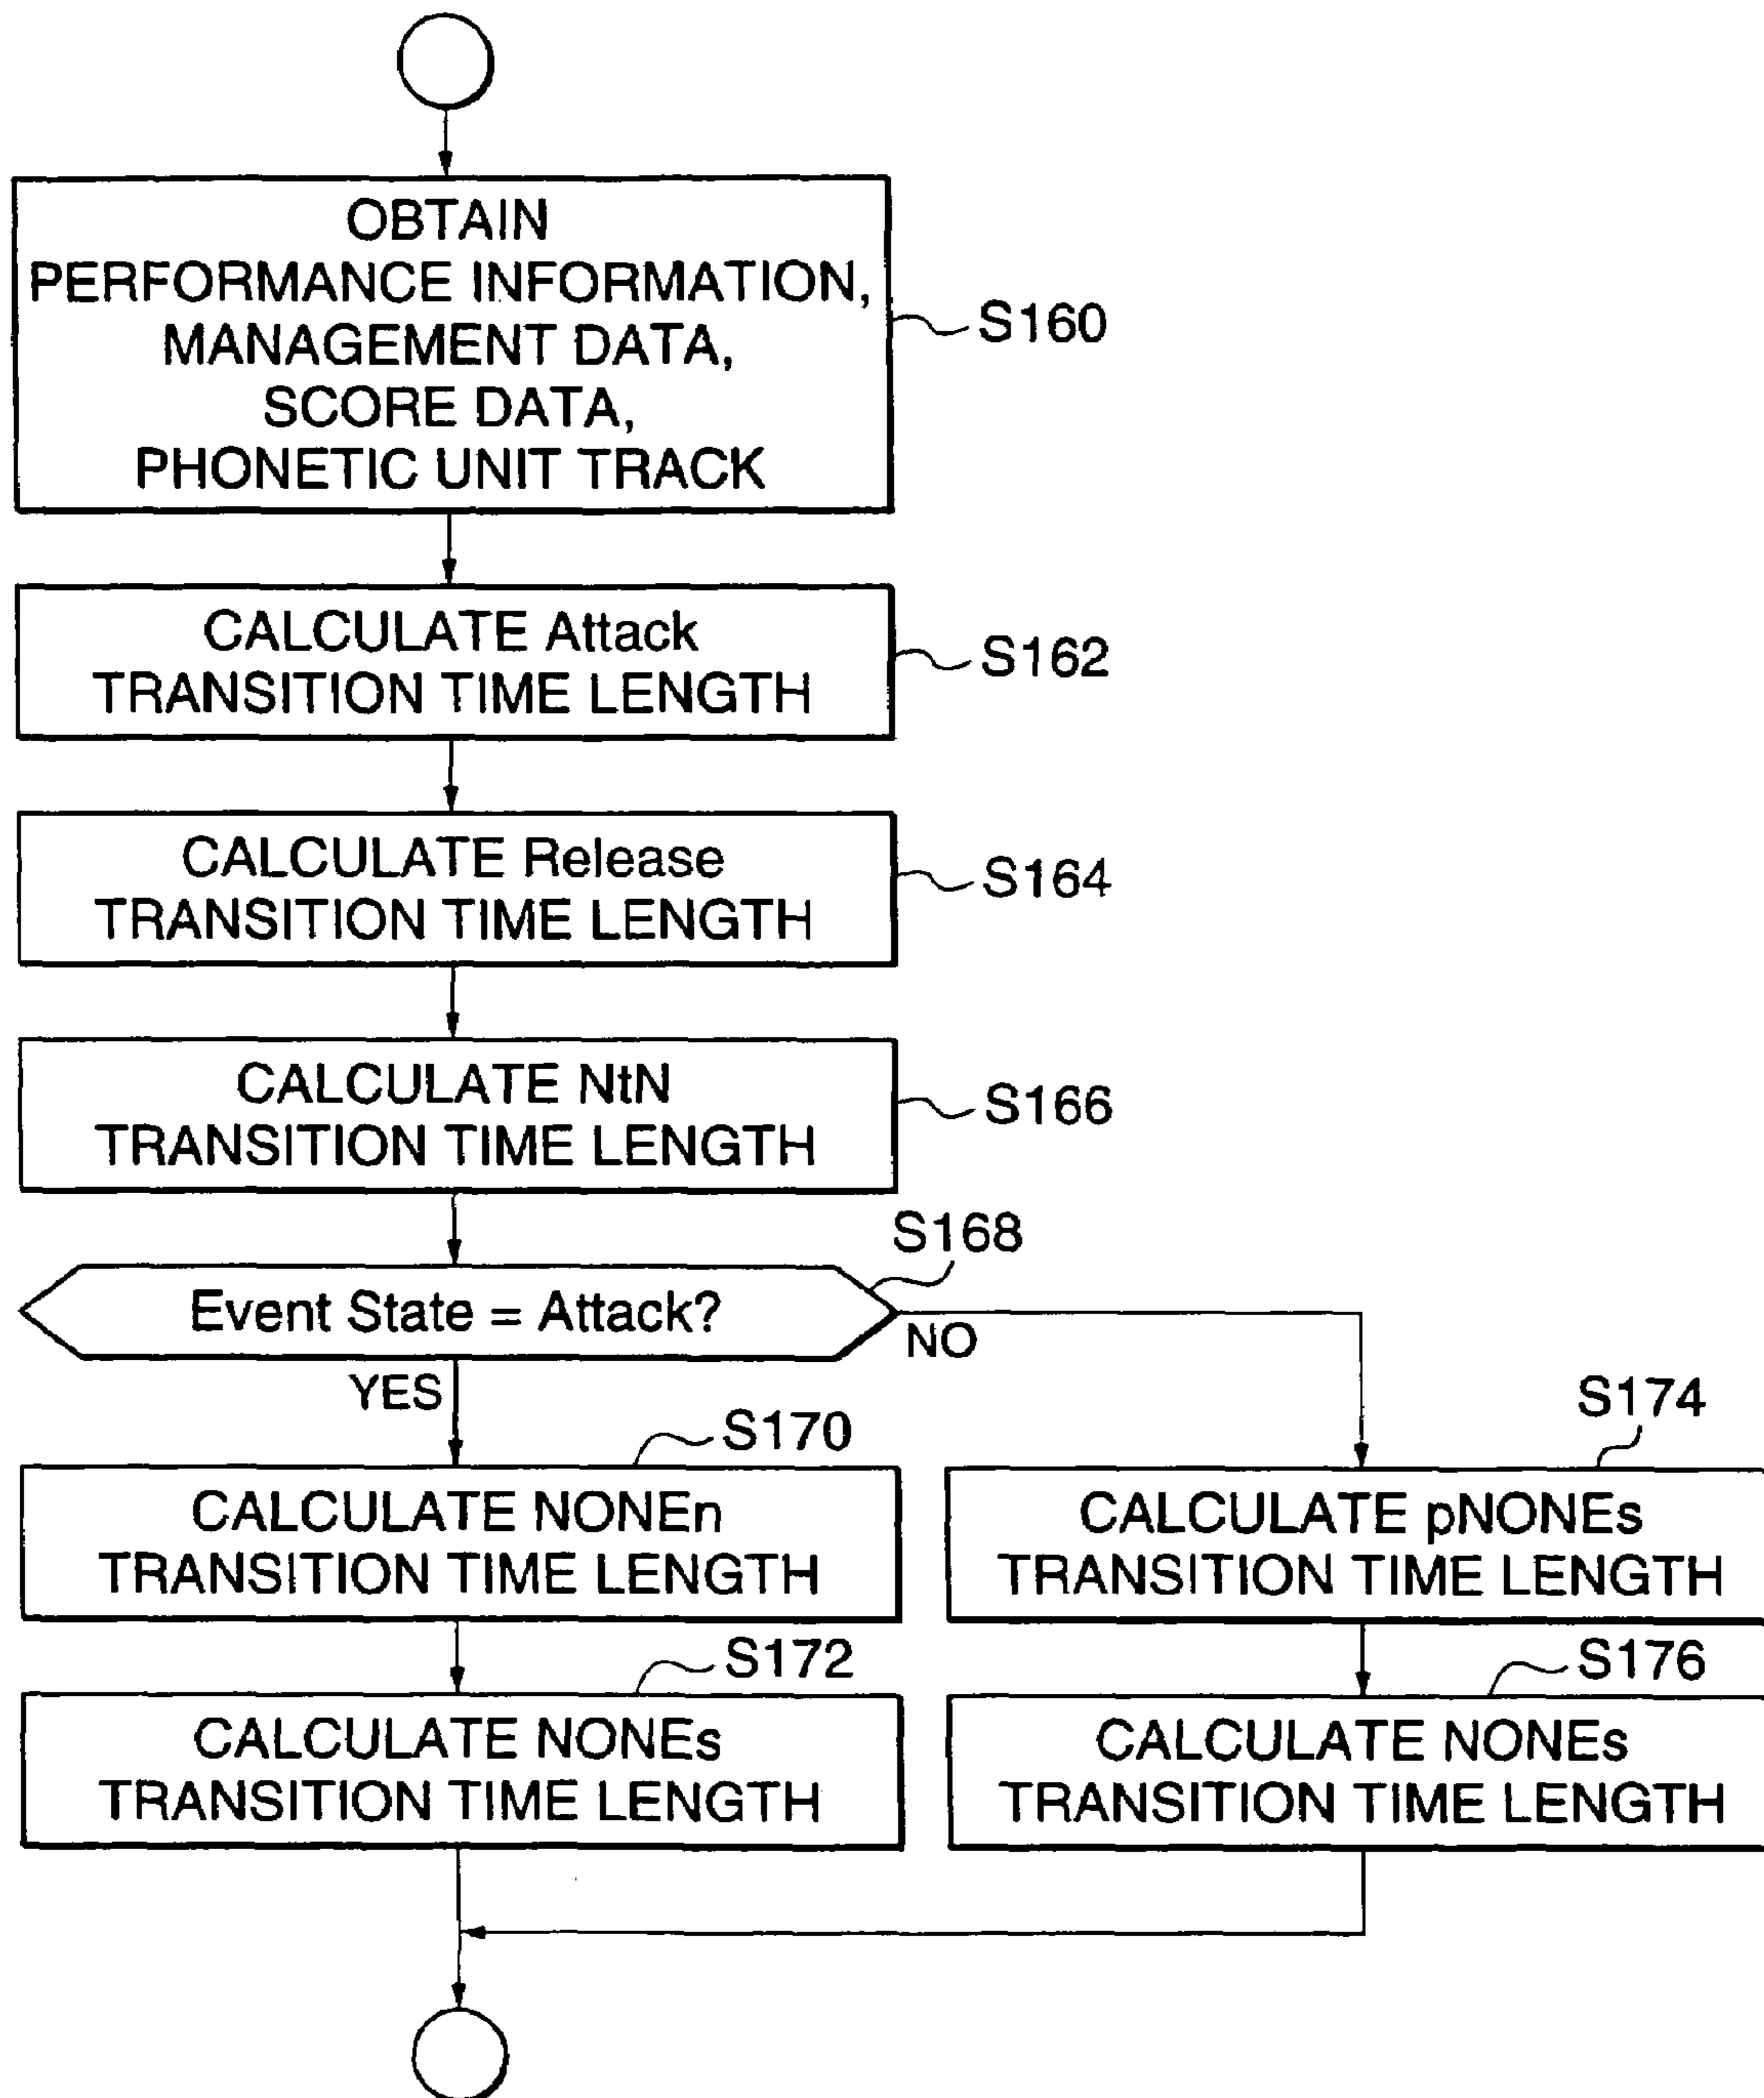 OBTAIN
PERFORMANCE INFORMATION,
MANAGEMENT DATA,
SCORE DATA,
PHONETIC UNIT TRACK
S160
CALCULATE Attack
TRANSITION TIME LENGTH
S162
CALCULATE Release
TRANSITION TIME LENGTH
S164
CALCULATE NtN
TRANSITION TIME LENGTH
S166
S168
Event State = Attack?
NO
YES
S170
CALCULATE NONEn
TRANSITION TIME LENGTH
S174
CALCULATE pNONEs
TRANSITION TIME LENGTH
S172
CALCULATE NONEs
TRANSITION TIME LENGTH
S176
CALCULATE NONEs
TRANSITION TIME LENGTH